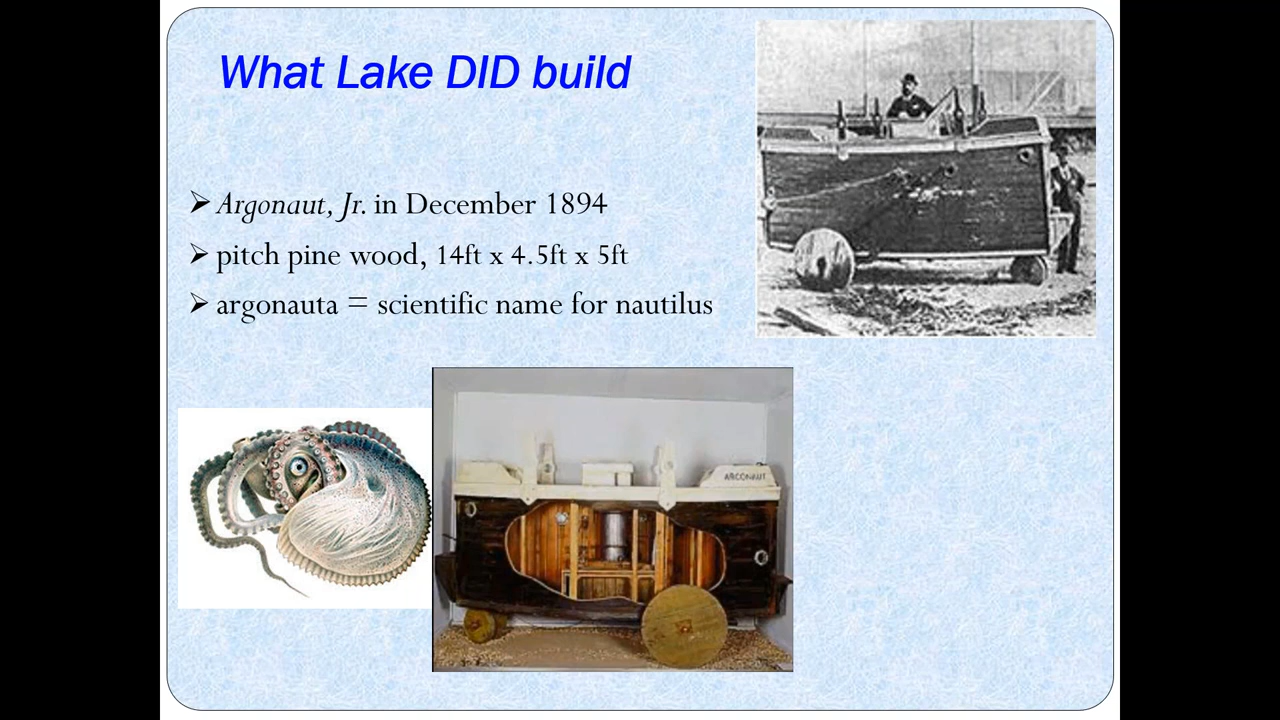 What Lake DID build
➢ Argonaut, Jr. in December 1894
➢ pitch pine wood, 14ft x 4.5ft x 5ft
➢ argonauta = scientific name for nautilus
ARGONAUT